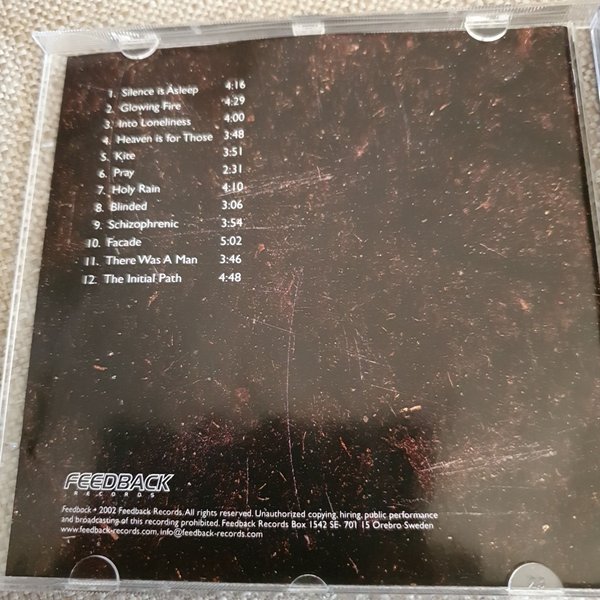 1. Silence is Asleep 4:16
2. Glowing Fire 4:29
3. Into Loneliness 4:00
4. Heaven is for Those 3:48
5. Kite 3:51
6. Pray 2:31
7. Holy Rain 4:10
8. Blinded 3:06
9. Schizophrenic 3:54
10. Facade 5:02
11. There Was A Man 3:46
12. The Initial Path 4:48
FEEDBACK
RECORDS
Feedback • 2002 Feedback Records. All rights reserved. Unauthorized copying, hiring, public performance
and broadcasting of this recording prohibited. Feedback Records Box 1542 SE- 701 15 Orebro Sweden
www.feedback-records.com, info@feedback-records.com